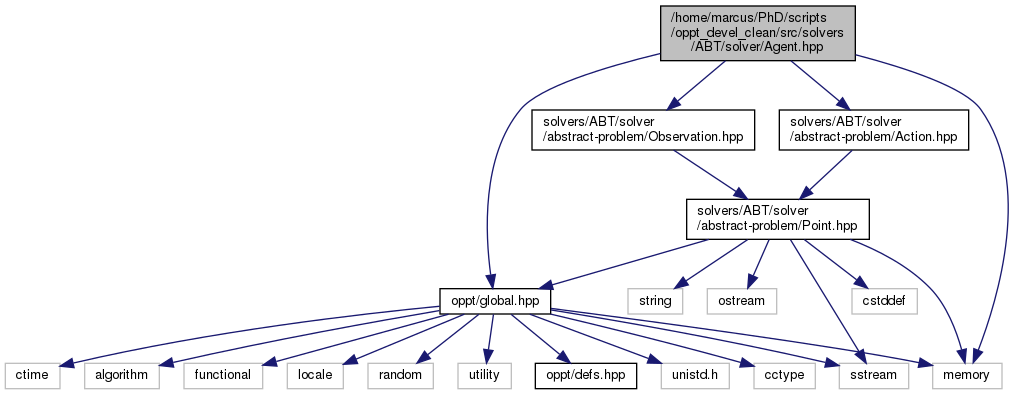 /home/marcus/PhD/scripts
/oppt_devel_clean/src/solvers
/ABT/solver/Agent.hpp
solvers/ABT/solver
/abstract-problem/Observation.hpp
solvers/ABT/solver
/abstract-problem/Action.hpp
solvers/ABT/solver
/abstract-problem/Point.hpp
oppt/global.hpp
string
ostream
cstddef
ctime
algorithm
functional
locale
random
utility
oppt/defs.hpp
unistd.h
cctype
sstream
memory